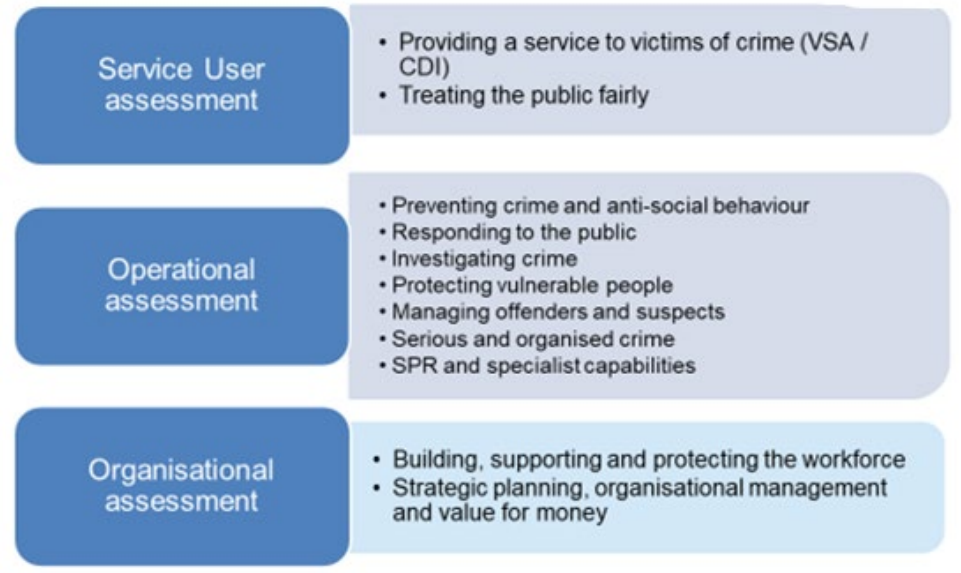 Service User
assessment
• Providing a service to victims of crime (VSA /
CDI)
• Treating the public fairly
Operational
assessment
• Preventing crime and anti-social behaviour
• Responding to the public
• Investigating crime
• Protecting vulnerable people
• Managing offenders and suspects
• Serious and organised crime
• SPR and specialist capabilities
Organisational
assessment
• Building, supporting and protecting the workforce
• Strategic planning, organisational management
and value for money